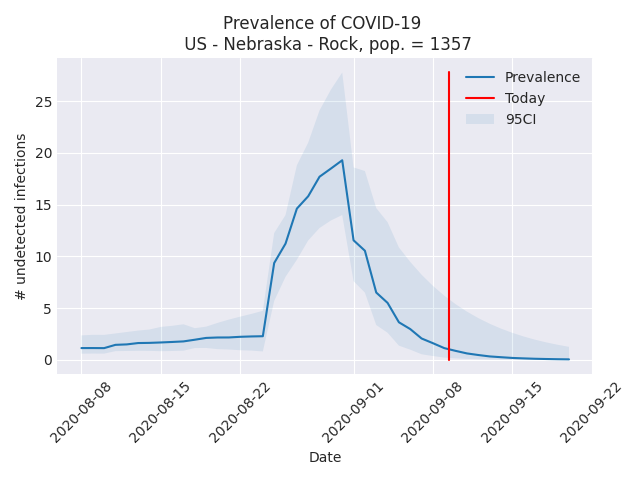 Prevalence of COVID-19
US - Nebraska - Rock, pop. = 1357
Prevalence
Today
95CI
# undetected infections
25
20
15
10
5
0
2020-08-08
2020-08-15
2020-08-22
2020-09-01
2020-09-08
2020-09-15
2020-09-22
Date